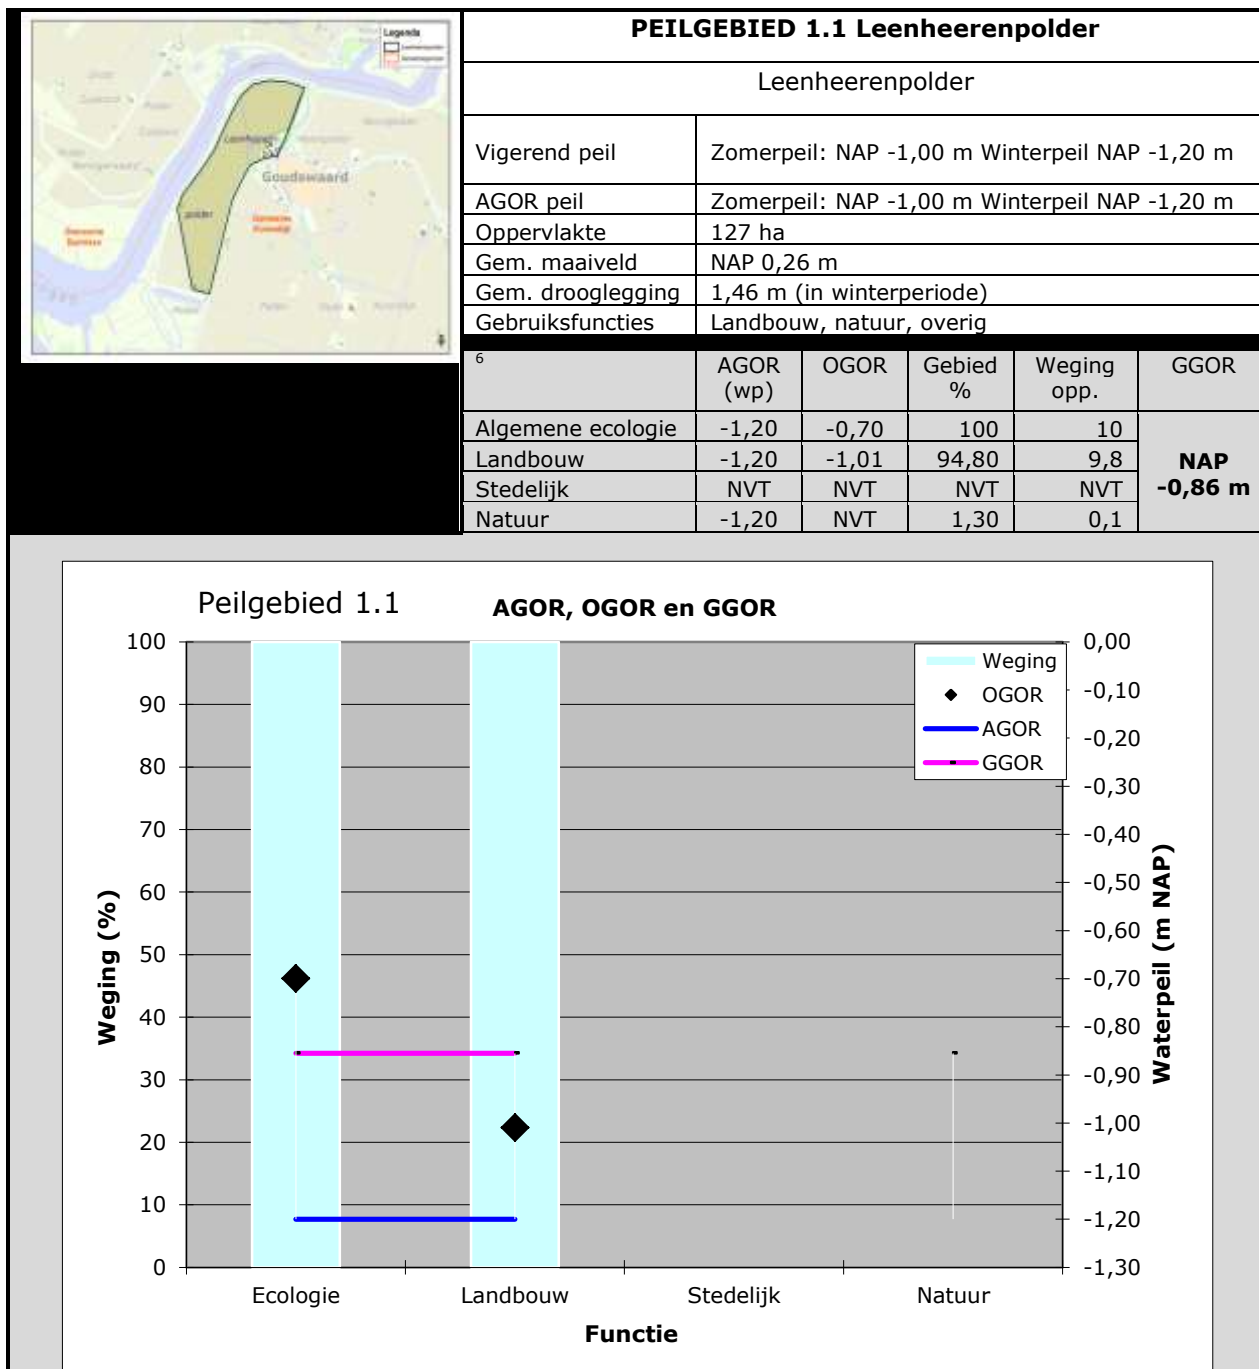 Legenda
Goudswaard
PEILGEBIED 1.1 Leenheerenpolder
Leenheerenpolder
Vigerend peil Zomerpeil: NAP -1,00 m Winterpeil NAP -1,20 m
AGOR peil Zomerpeil: NAP -1,00 m Winterpeil NAP -1,20 m
Oppervlakte 127 ha
Gem. maaiveld NAP 0,26 m
Gem. drooglegging 1,46 m (in winterperiode)
Gebruiksfuncties Landbouw, natuur, overig
6 AGOR (wp) OGOR Gebied % Weging opp. GGOR
Algemene ecologie -1,20 -0,70 100 10
Landbouw -1,20 -1,01 94,80 9,8
Stedelijk NVT NVT NVT NVT
Natuur -1,20 NVT 1,30 0,1
NAP
-0,86 m
Peilgebied 1.1 AGOR, OGOR en GGOR
Weging
OGOR
AGOR
GGOR
100
90
80
70
60
50
40
30
20
10
0
Weging (%)
0,00
-0,10
-0,20
-0,30
-0,40
-0,50
-0,60
-0,70
-0,80
-0,90
-1,00
-1,10
-1,20
-1,30
Waterpeil (m NAP)
Ecologie Landbouw Stedelijk Natuur
Functie